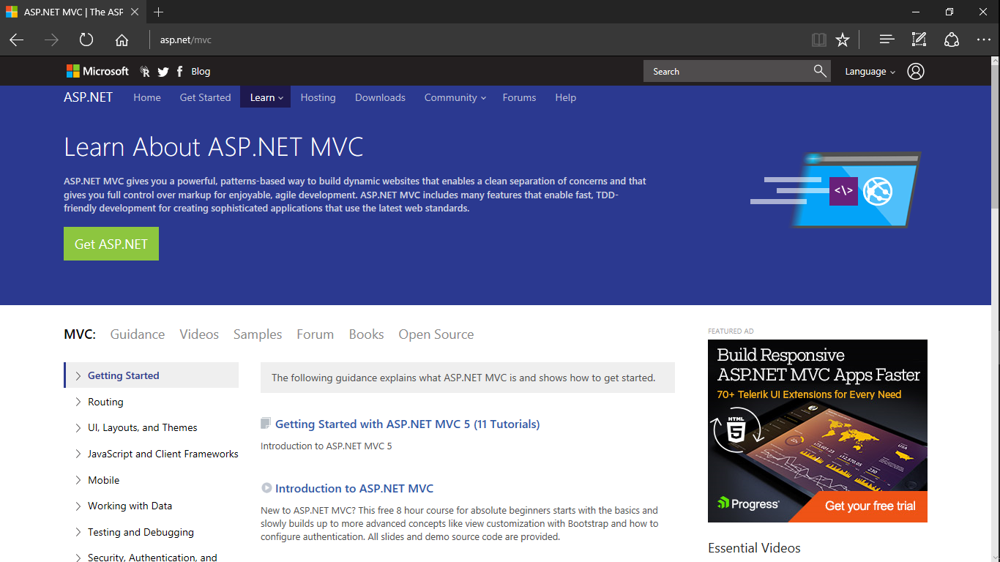 ASP.NET MVC | The ASP
asp.net/mvc
Microsoft
Blog
Search
Language
ASP.NET
Home
Get Started
Learn
Hosting
Downloads
Community
Forums
Help
Learn About ASP.NET MVC
ASP.NET MVC gives you a powerful, patterns-based way to build dynamic websites that enables a clean separation of concerns and that
gives you full control over markup for enjoyable, agile development. ASP.NET MVC includes many features that enable fast, TDD-
friendly development for creating sophisticated applications that use the latest web standards.
Get ASP.NET
</>
MVC:
Guidance
Videos
Samples
Forum
Books
Open Source
Getting Started
Routing
UI, Layouts, and Themes
JavaScript and Client Frameworks
Mobile
Working with Data
Testing and Debugging
Security, Authentication, and
The following guidance explains what ASP.NET MVC is and shows how to get started.
Getting Started with ASP.NET MVC 5 (11 Tutorials)
Introduction to ASP.NET MVC 5
Introduction to ASP.NET MVC
New to ASP.NET MVC? This free 8 hour course for absolute beginners starts with the basics and
slowly builds up to more advanced concepts like view customization with Bootstrap and how to
configure authentication. All slides and demo source code are provided.
FEATURED AD
Build Responsive
ASP.NET MVC Apps Faster
70+ Telerik UI Extensions for Every Need
HTML
5
USA
230
Progress
Get your free trial
Essential Videos